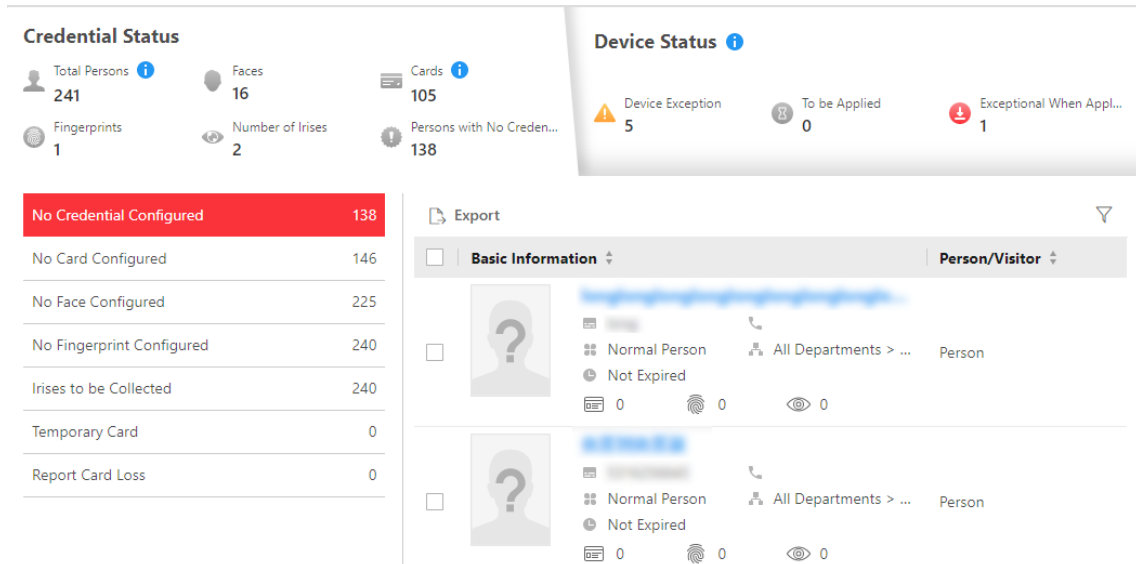 Credential Status
Total Persons
241
Faces
16
Cards
105
Fingerprints
1
Number of Irises
2
Persons with No Creden...
138
Device Status
Device Exception
5
To be Applied
0
Exceptional When Appl...
1
No Credential Configured 138
No Card Configured 146
No Face Configured 225
No Fingerprint Configured 240
Irises to be Collected 240
Temporary Card 0
Report Card Loss 0
Export
Basic Information Person/Visitor
Normal Person All Departments > ... Person
Not Expired
0 0 0
Normal Person All Departments > ... Person
Not Expired
0 0 0